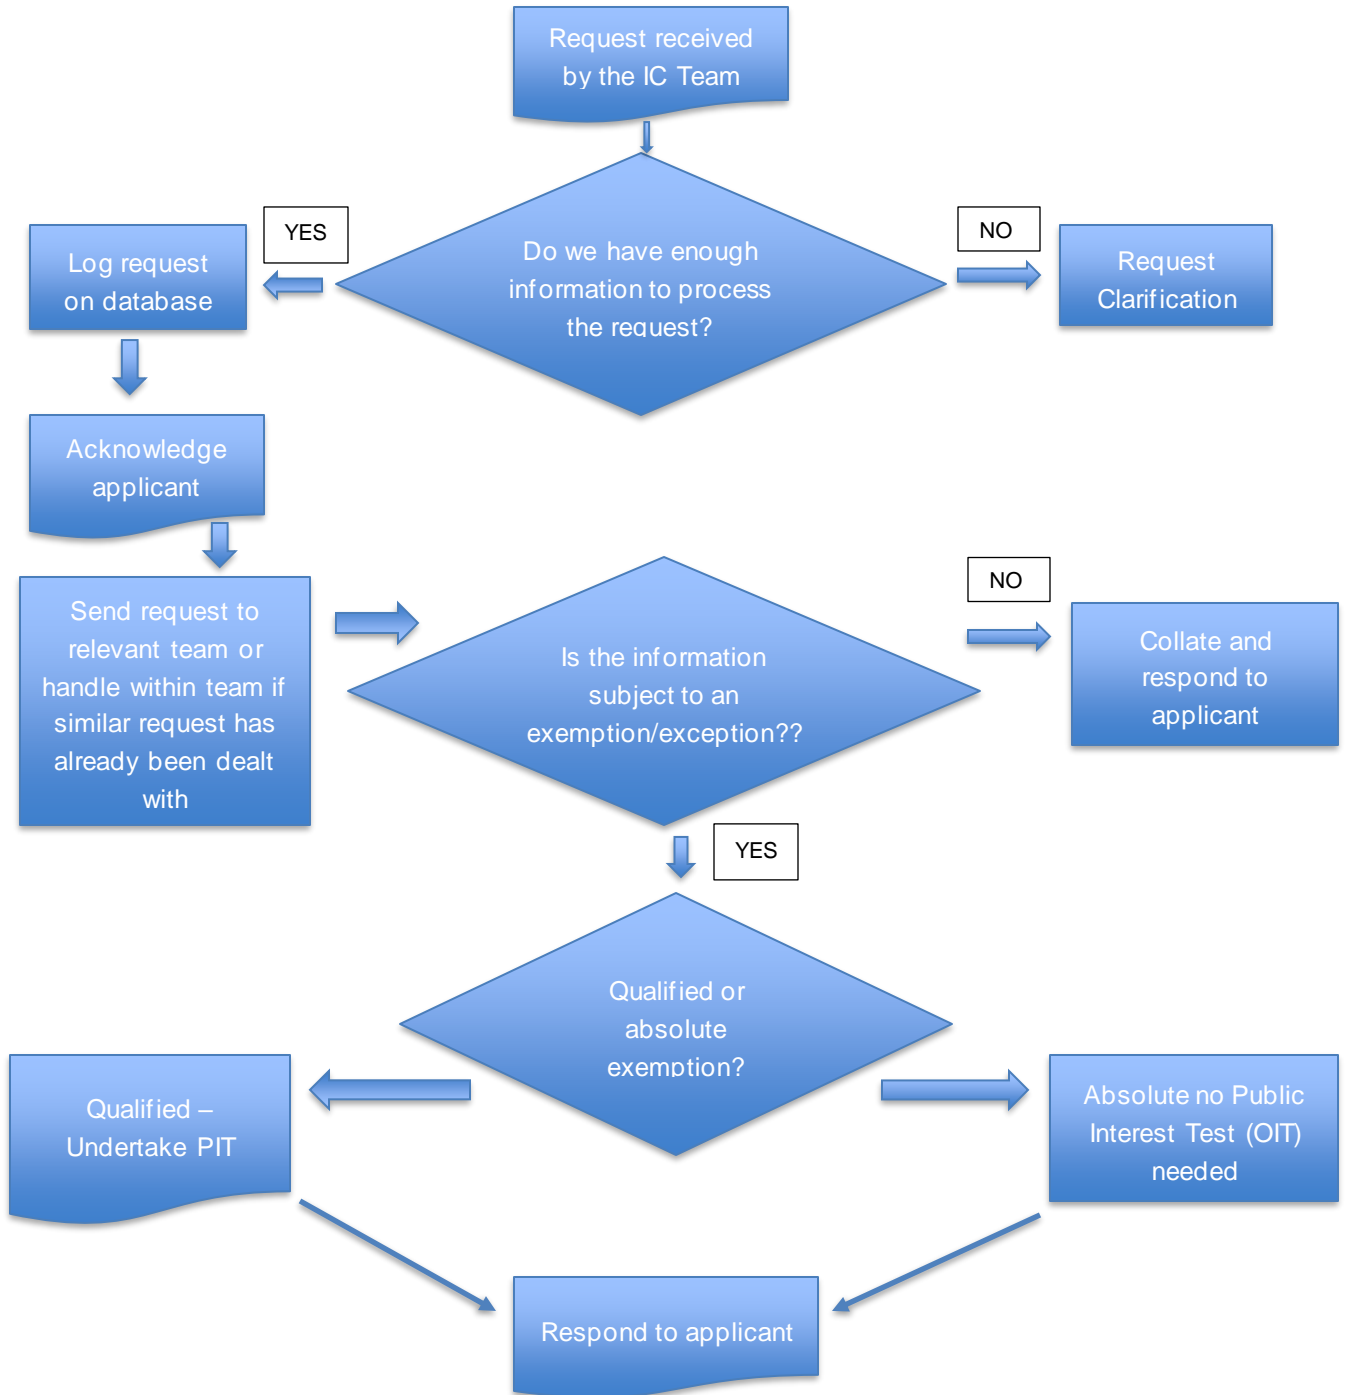 Request received
by the IC Team
YES
NO
Log request
on database
Do we have enough
information to process
the request?
Request
Clarification
Acknowledge
applicant
NO
Send request to
relevant team or
handle within team if
similar request has
already been dealt
with
Is the information
subject to an
exemption/exception??
Collate and
respond to
applicant
YES
Qualified or
absolute
exemption?
Qualified –
Undertake PIT
Absolute no Public
Interest Test (OIT)
needed
Respond to applicant